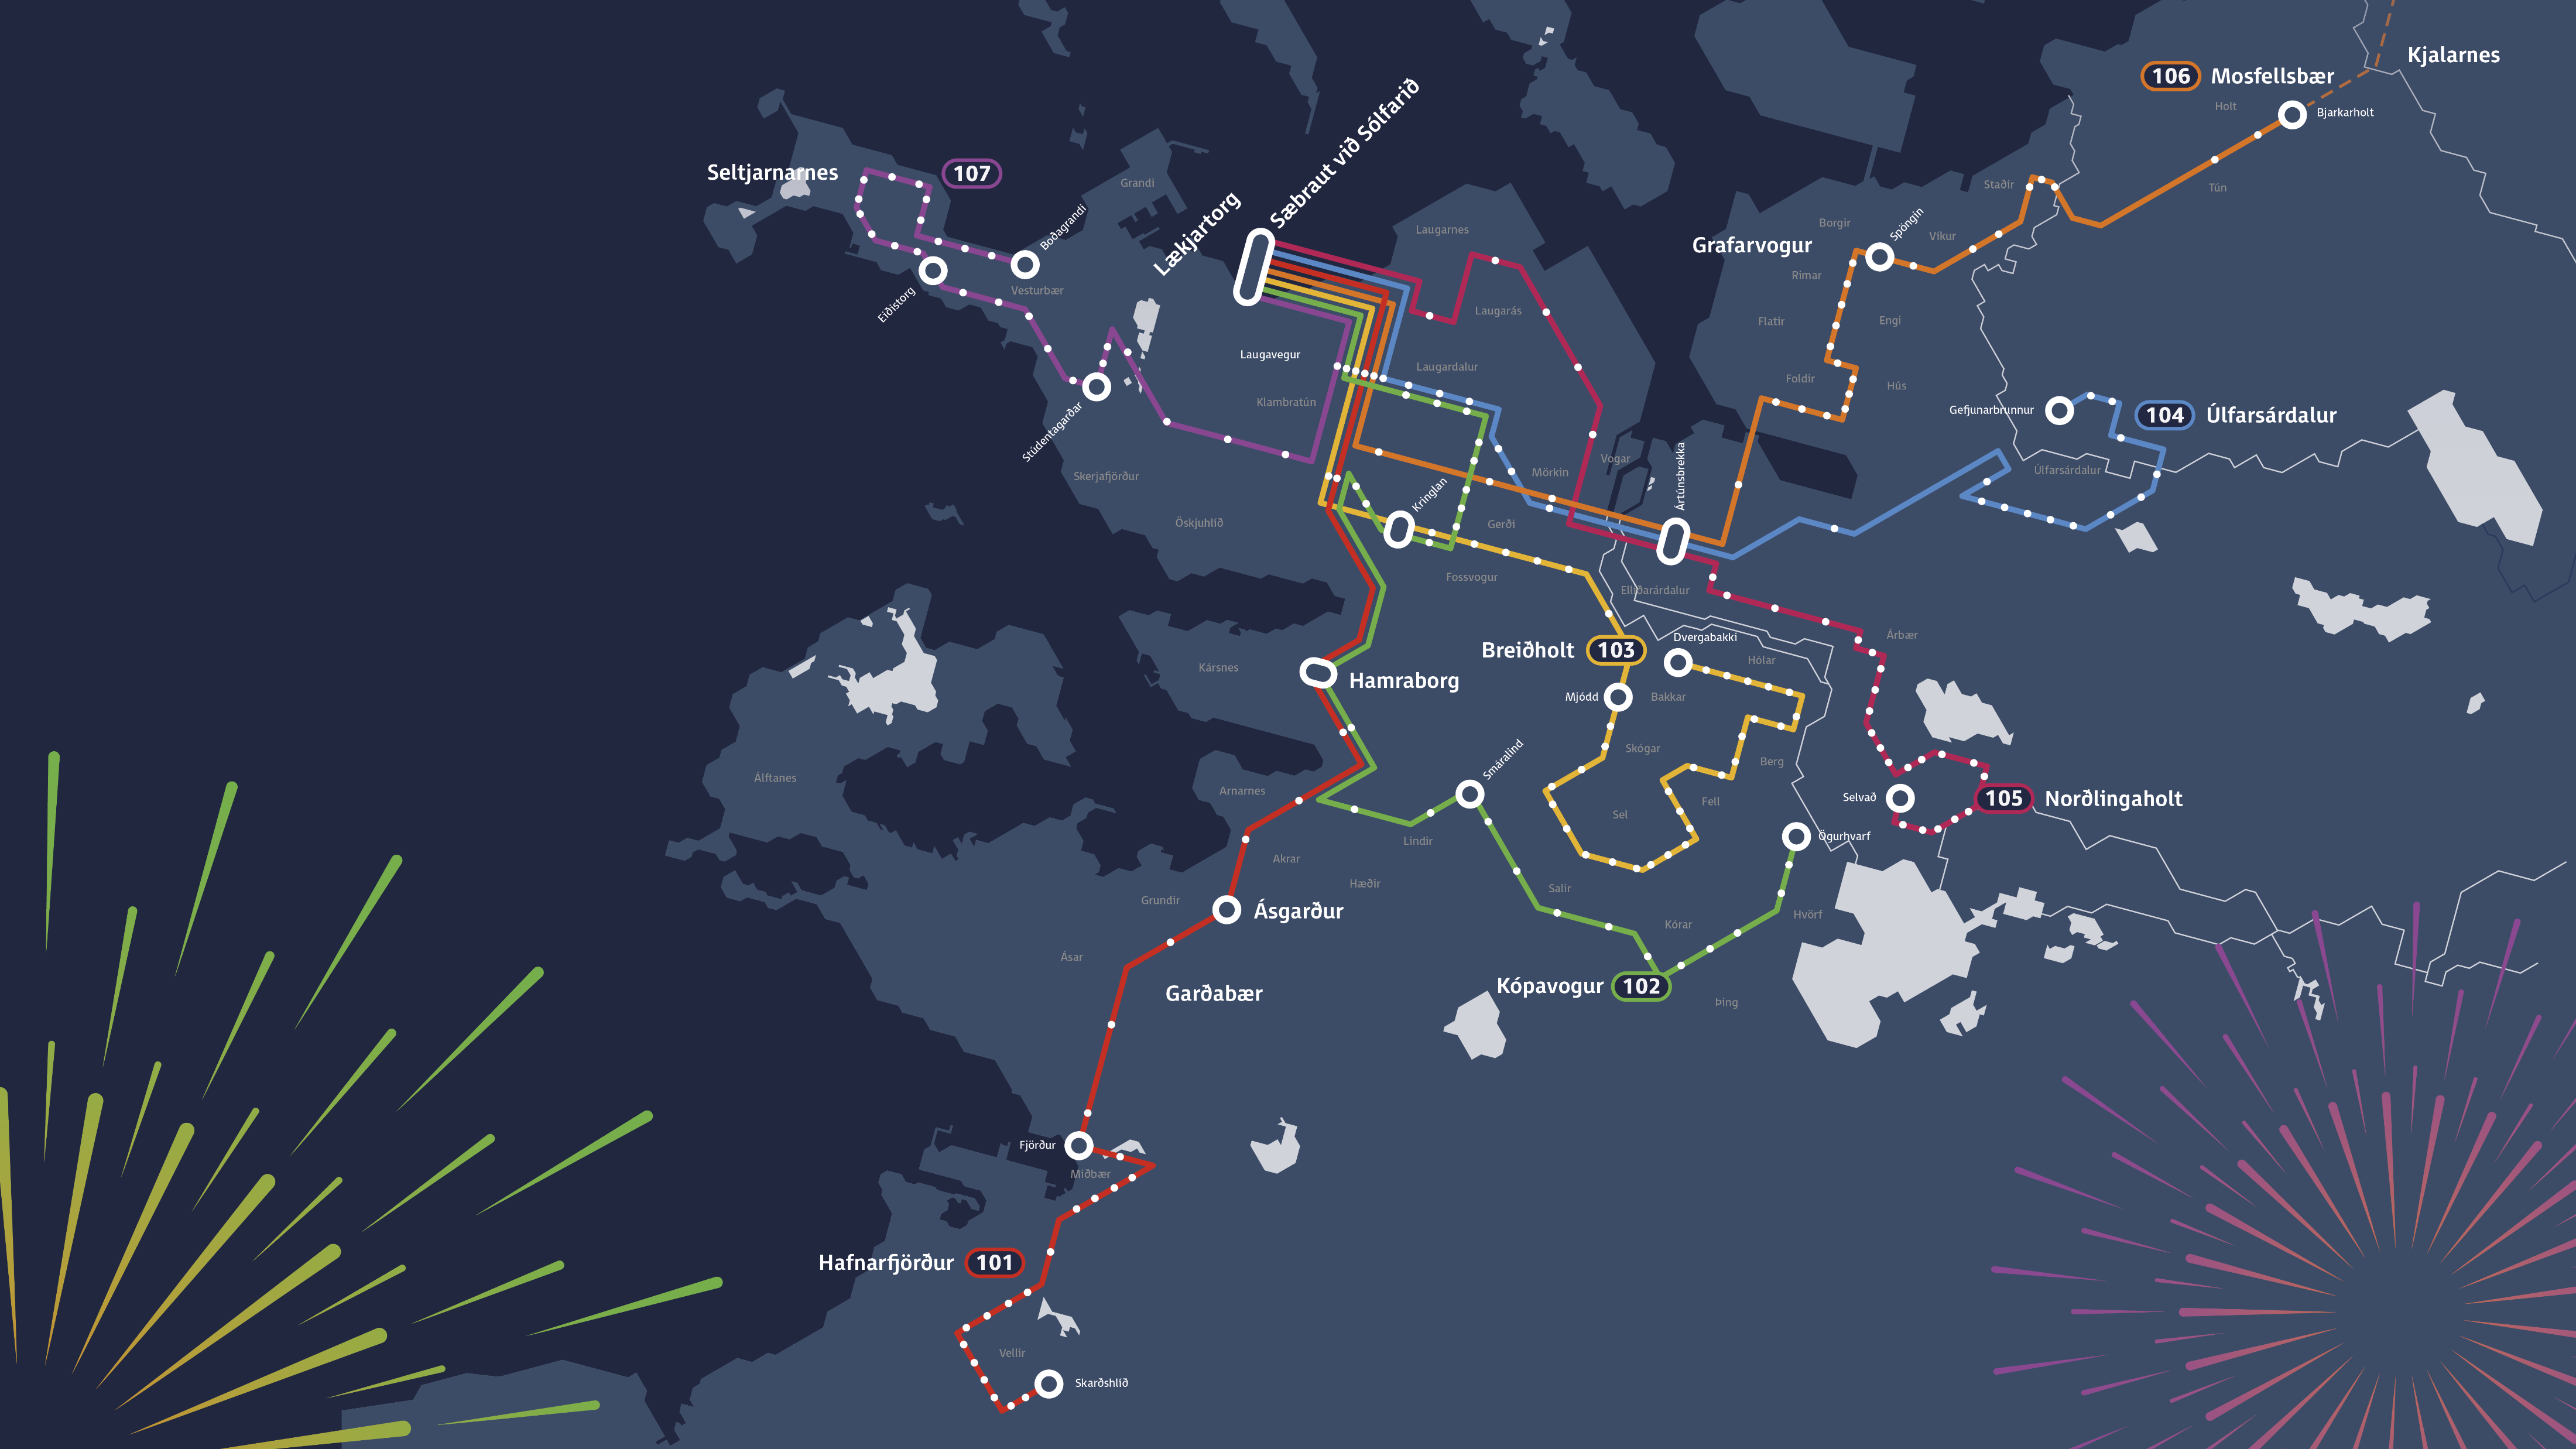 Kjalarnes
106 Mosfellsbær
Holt
Bjarkarholt
Tún
Staðir
Seltjarnarnes 107
Grandi
Boðagrandi
Vesturbær
Eiðistorg
Stúdentagarðar
Lækjartorg
Sæbraut við Sólfarið
Laugarnes
Laugarás
Laugavegur
Laugardalur
Klambratún
Skerjafjörður
Öskjuhlíð
Borgir
Spöngin
Víkur
Grafarvogur
Rimar
Flatir
Engi
Foldir
Hús
Gefjunarbrunnur
104 Úlfarsárdalur
Úlfarsárdalur
Mörkin
Vogar
Ártúnsbrekka
Kringlan
Gerði
Fossvogur
Elliðarárdalur
Árbær
Breiðholt 103
Dvergabakki
Hólar
Mjódd
Bakkar
Skógar
Berg
Fell
Sel
Kársnes
Hamraborg
Álftanes
Arnarnes
Smáralind
Lindir
Akrar
Hæðir
Grundir
Ásgarður
Ásar
Garðabær
Selvað
105 Norðlingaholt
Ögurhvarf
Salir
Kórar
Hvörf
Kópavogur 102
Þing
Fjörður
Miðbær
Hafnarfjörður 101
Vellir
Skarðshlíð